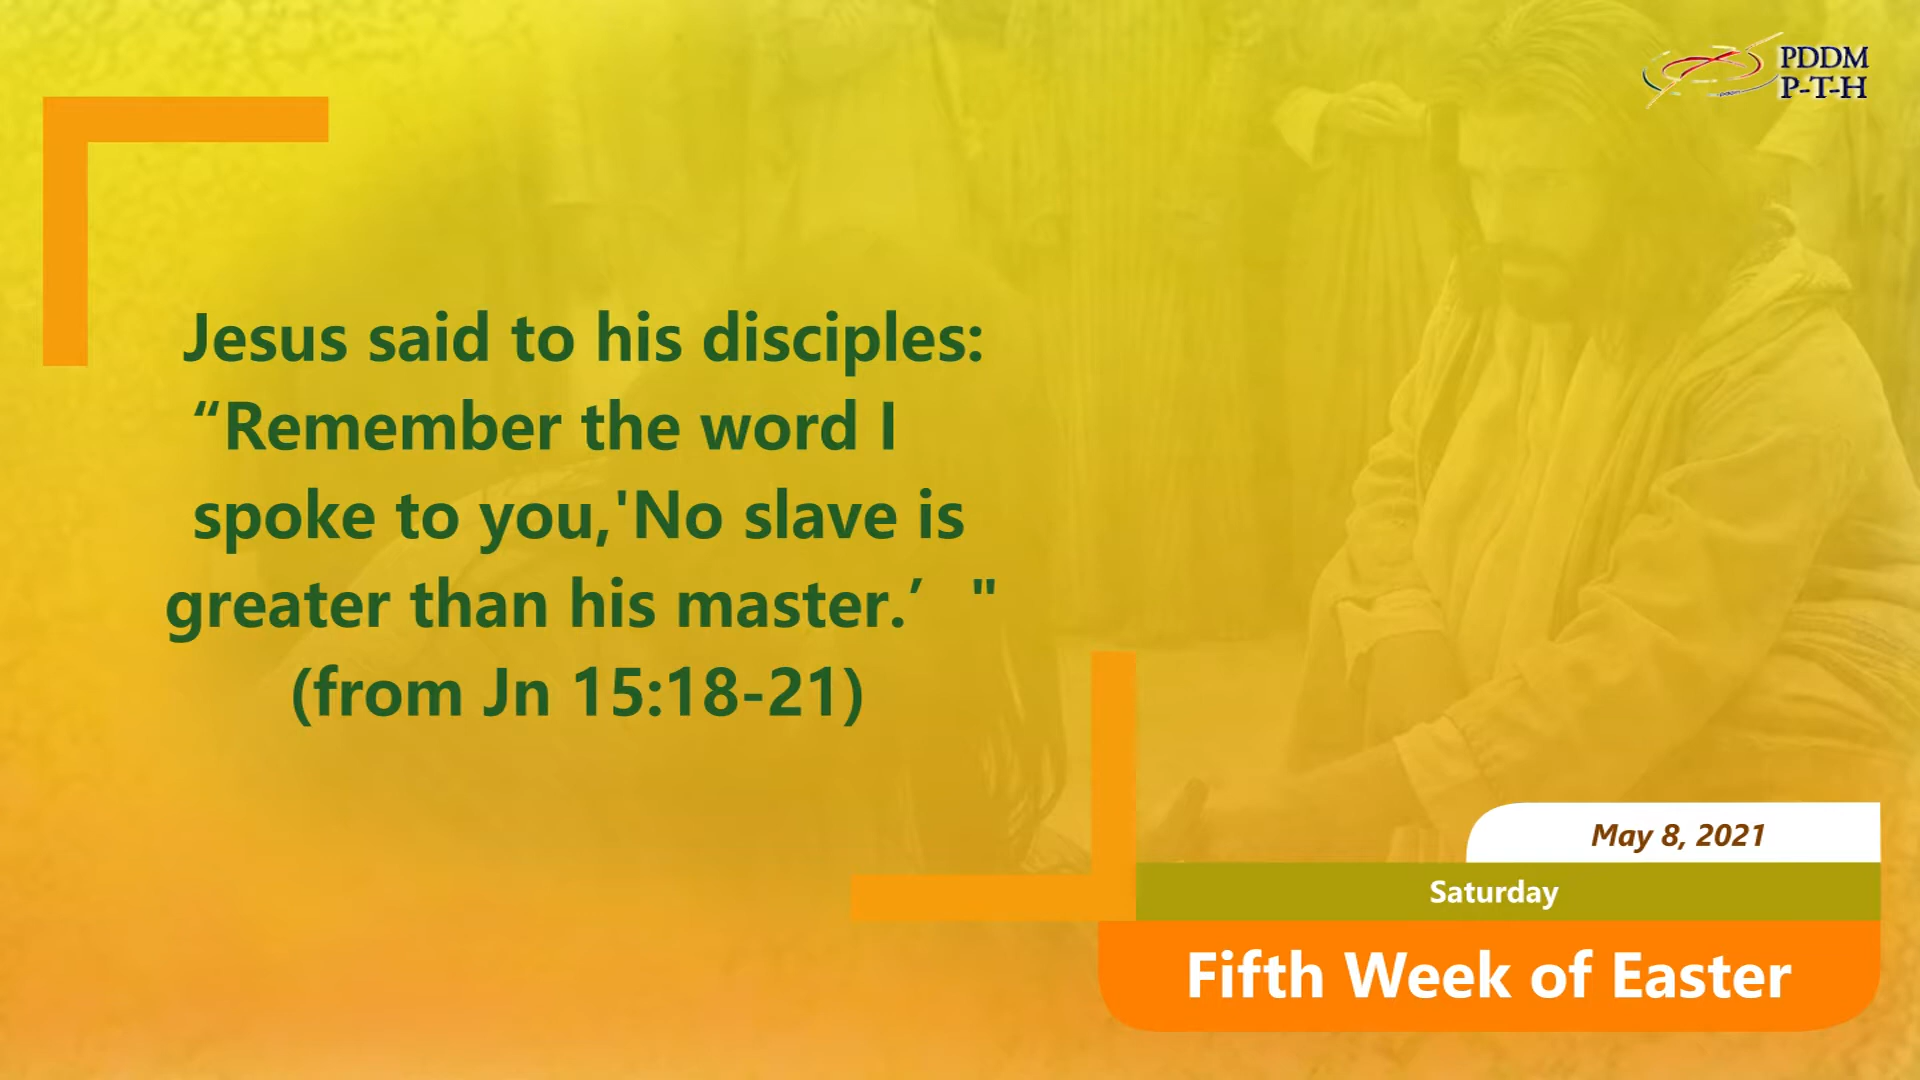 PDDM
P-T-H
Jesus said to his disciples:
“Remember the word I
spoke to you,'No slave is
greater than his master.’ "
(from Jn 15:18-21)
May 8, 2021
Saturday
Fifth Week of Easter